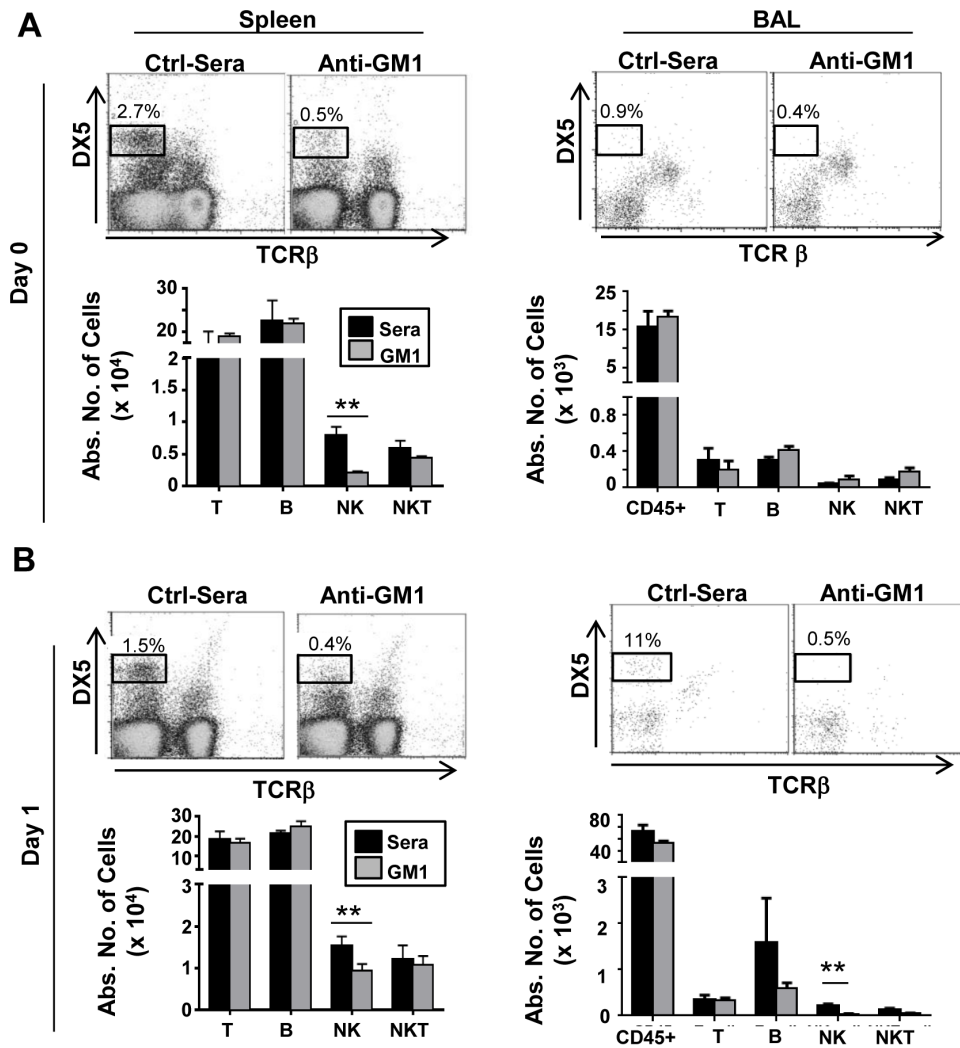 A
Spleen
BAL
Ctrl-Sera
Anti-GM1
Ctrl-Sera
Anti-GM1
Day 0
DX5
2.7%
0.5%
DX5
0.9%
0.4%
TCRβ
TCR β
Abs. No. of Cells
(x 10⁴)
30
20
2
1.5
1
0.5
0
**
Sera
GM1
T B NK NKT
Abs. No. of Cells
(x 10³)
25
15
5
0.8
0.4
0
CD45+ T B NK NKT
B
Ctrl-Sera
Anti-GM1
Ctrl-Sera
Anti-GM1
Day 1
DX5
1.5%
0.4%
DX5
11%
0.5%
TCRβ
TCRβ
Abs. No. of Cells
(x 10⁴)
30
20
10
3
2
1
0
**
Sera
GM1
T B NK NKT
Abs. No. of Cells
(x 10³)
80
40
3
2
1
0
**
CD45+ T B NK NKT